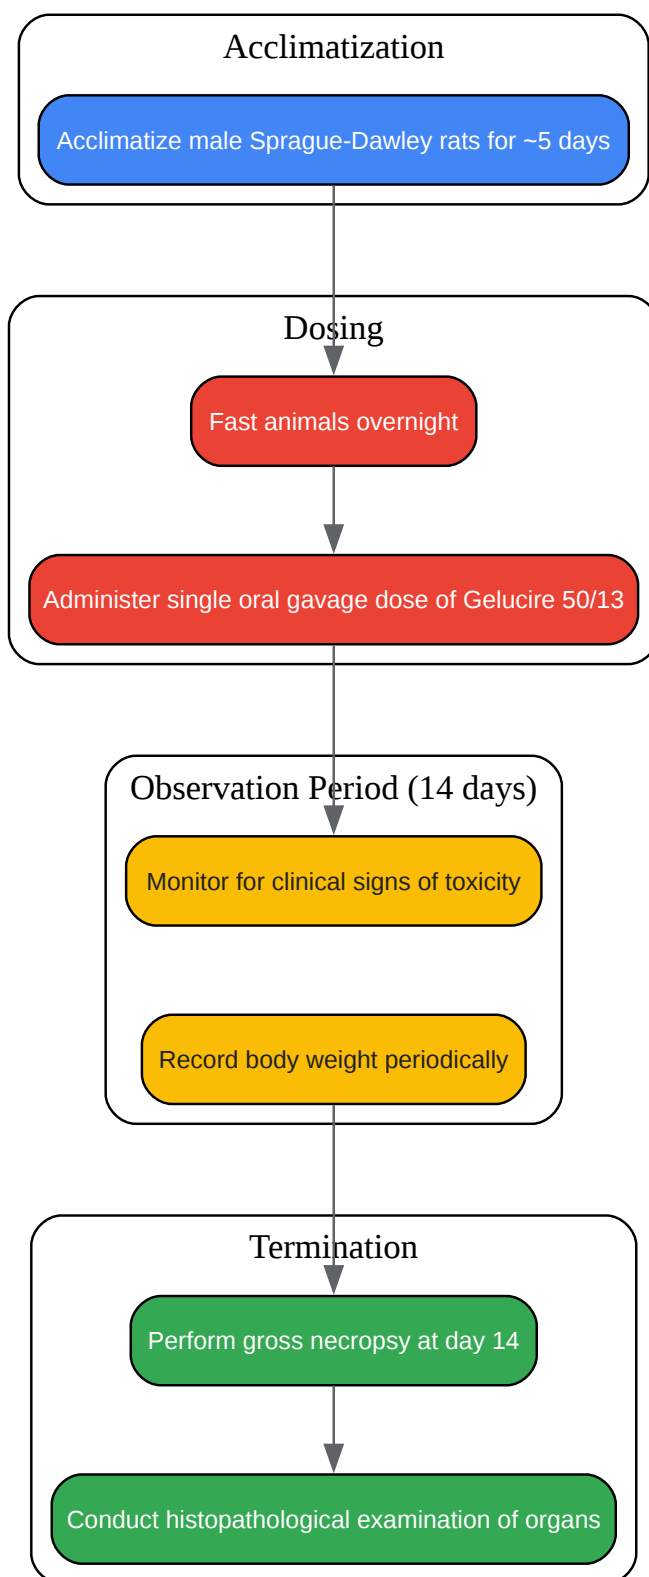 Acclimatization
Acclimatize male Sprague-Dawley rats for ~5 days
Dosing
Fast animals overnight
Administer single oral gavage dose of Gelucire 50/13
Observation Period (14 days)
Monitor for clinical signs of toxicity
Record body weight periodically
Termination
Perform gross necropsy at day 14
Conduct histopathological examination of organs